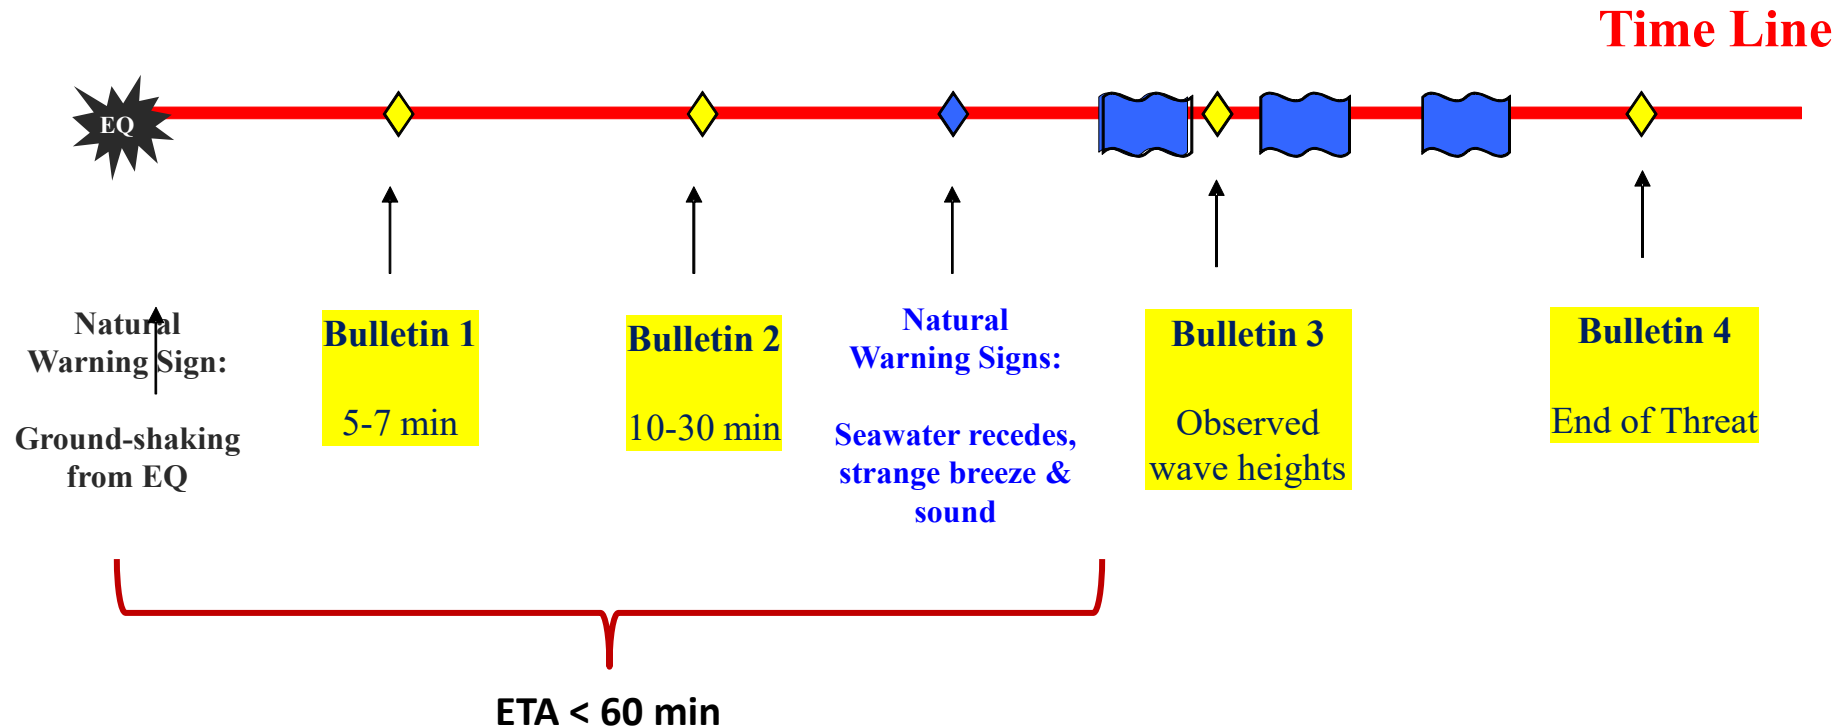 Time Line
EQ
Natural
Warning Sign:
Ground-shaking
from EQ
Bulletin 1
5-7 min
Bulletin 2
10-30 min
Natural
Warning Signs:
Seawater recedes,
strange breeze &
sound
Bulletin 3
Observed
wave heights
Bulletin 4
End of Threat
ETA < 60 min